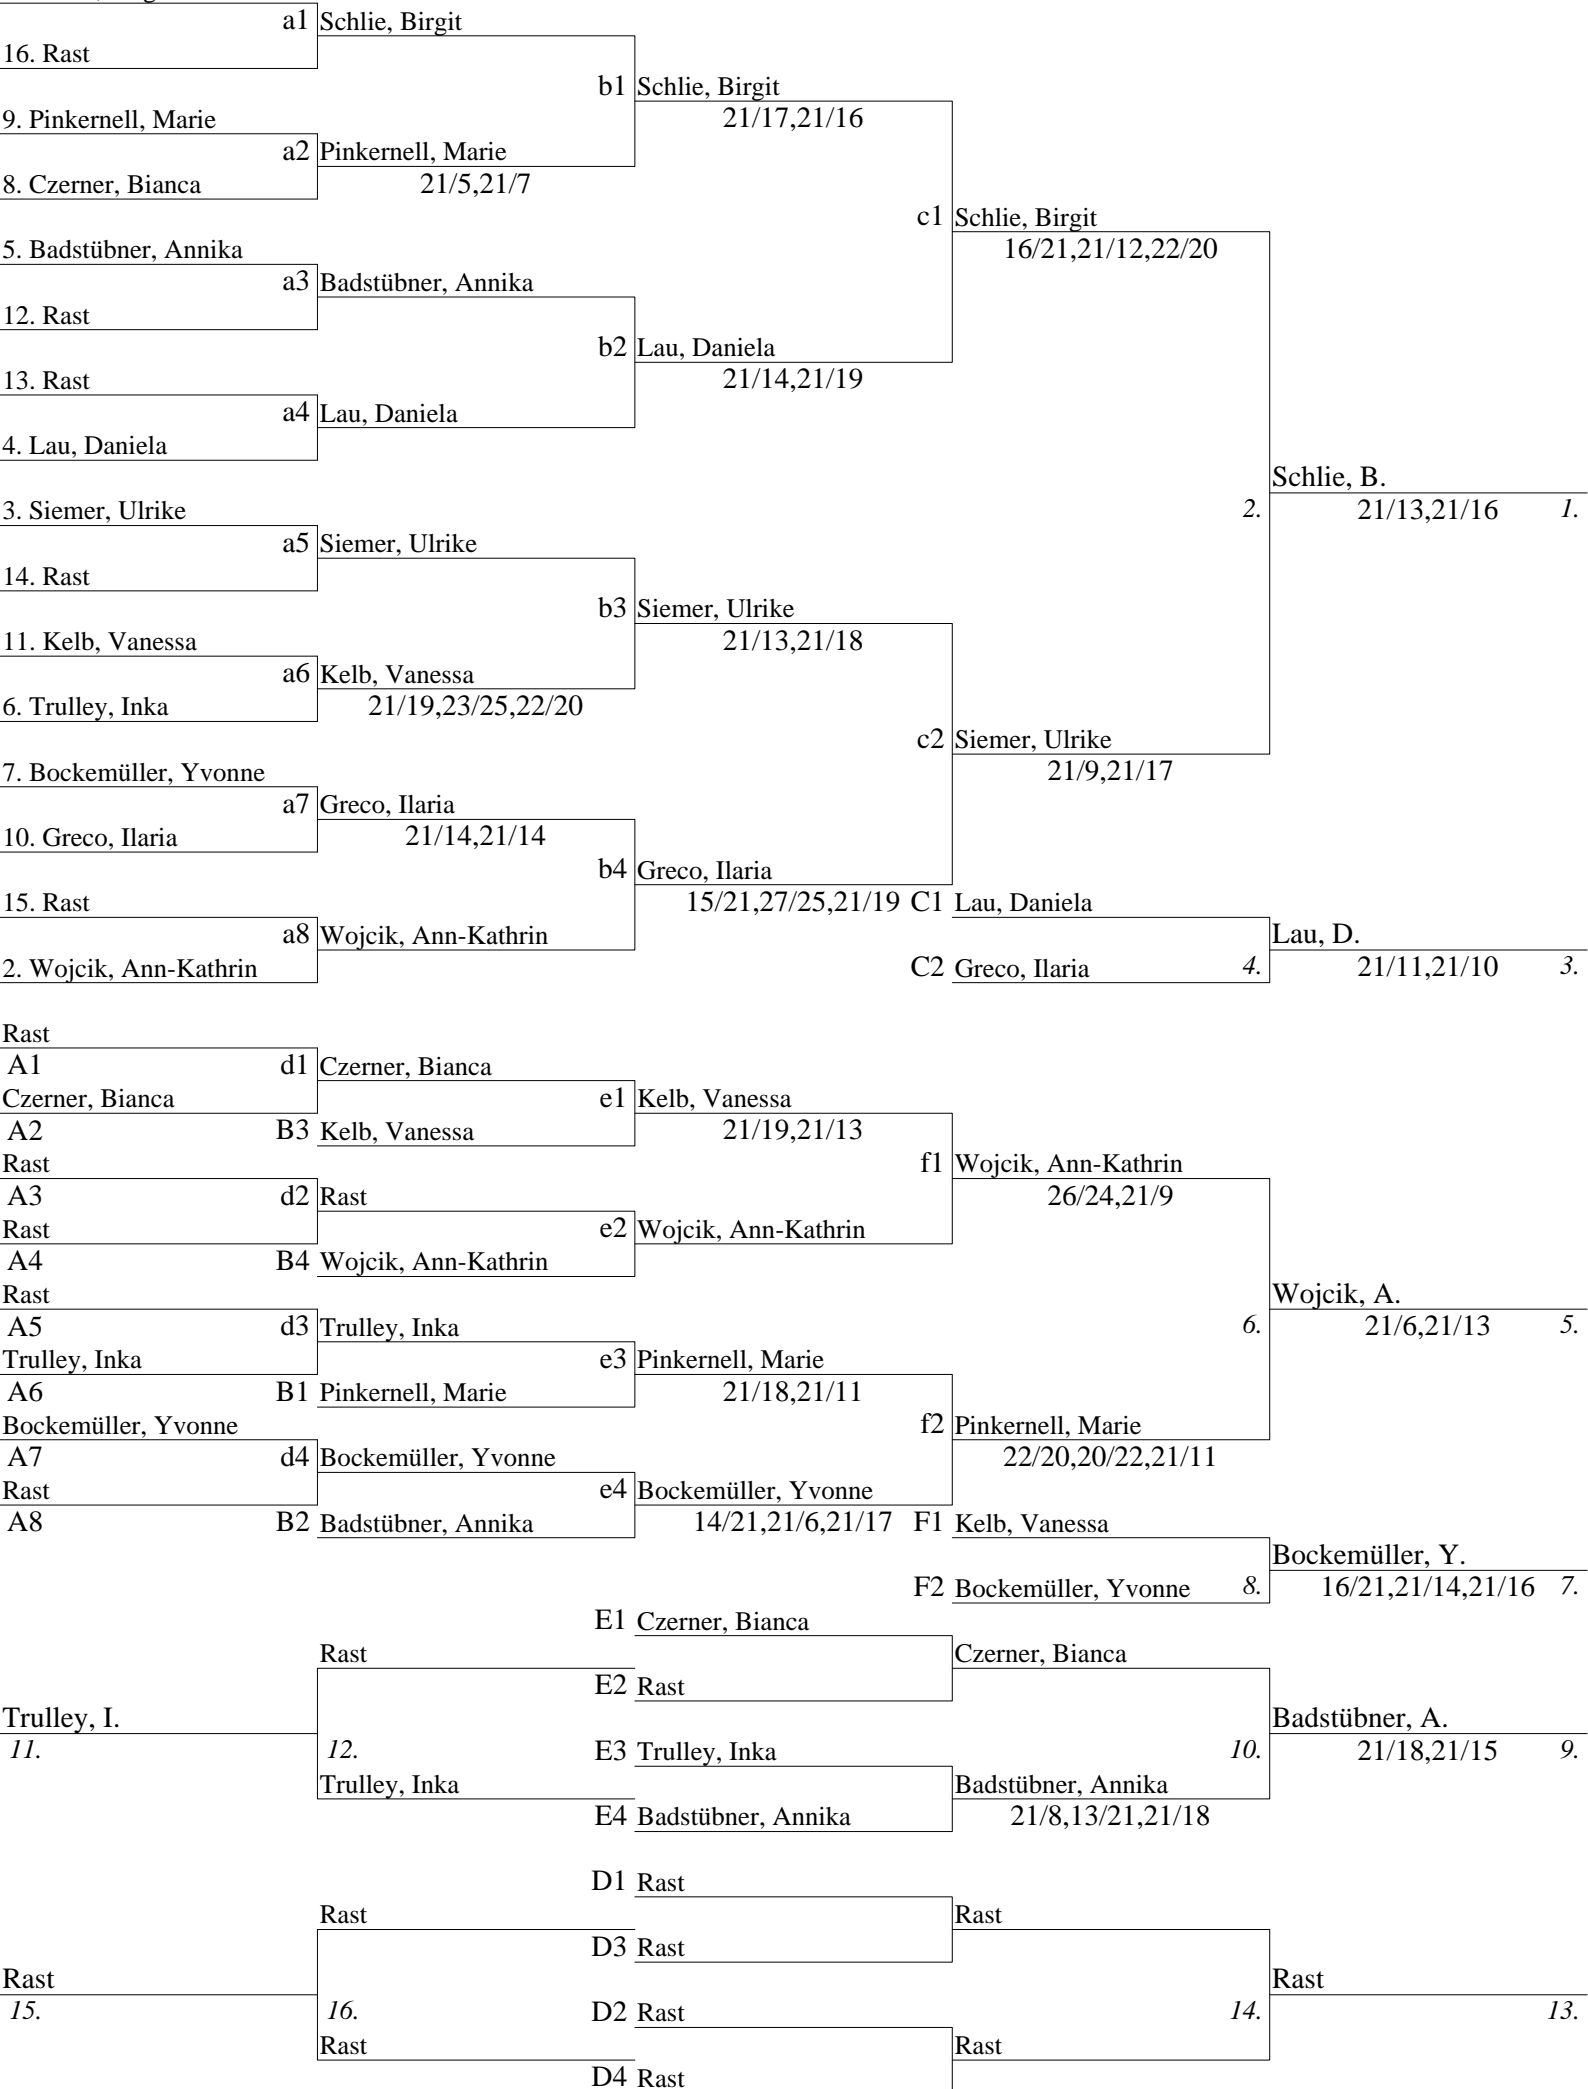 a1 Schlie, Birgit
16. Rast
b1 Schlie, Birgit
9. Pinkernell, Marie
21/17,21/16
a2 Pinkernell, Marie
8. Czerner, Bianca
21/5,21/7
c1 Schlie, Birgit
5. Badstübner, Annika
16/21,21/12,22/20
a3 Badstübner, Annika
12. Rast
b2 Lau, Daniela
13. Rast
21/14,21/19
a4 Lau, Daniela
4. Lau, Daniela
Schlie, B.
3. Siemer, Ulrike
2.
21/13,21/16
1.
a5 Siemer, Ulrike
14. Rast
b3 Siemer, Ulrike
11. Kelb, Vanessa
21/13,21/18
a6 Kelb, Vanessa
6. Trulley, Inka
21/19,23/25,22/20
c2 Siemer, Ulrike
7. Bockemüller, Yvonne
21/9,21/17
a7 Greco, Ilaria
10. Greco, Ilaria
21/14,21/14
b4 Greco, Ilaria
15. Rast
15/21,27/25,21/19
C1 Lau, Daniela
a8 Wojcik, Ann-Kathrin
Lau, D.
2. Wojcik, Ann-Kathrin
C2 Greco, Ilaria
4.
21/11,21/10
3.
Rast
A1
d1 Czerner, Bianca
Czerner, Bianca
e1 Kelb, Vanessa
A2
B3 Kelb, Vanessa
21/19,21/13
Rast
f1 Wojcik, Ann-Kathrin
A3
d2 Rast
26/24,21/9
Rast
e2 Wojcik, Ann-Kathrin
A4
B4 Wojcik, Ann-Kathrin
Rast
Wojcik, A.
A5
d3 Trulley, Inka
6.
21/6,21/13
5.
Trulley, Inka
e3 Pinkernell, Marie
A6
B1 Pinkernell, Marie
21/18,21/11
Bockemüller, Yvonne
f2 Pinkernell, Marie
A7
d4 Bockemüller, Yvonne
22/20,20/22,21/11
Rast
e4 Bockemüller, Yvonne
A8
B2 Badstübner, Annika
14/21,21/6,21/17
F1 Kelb, Vanessa
Bockemüller, Y.
F2 Bockemüller, Yvonne
8.
16/21,21/14,21/16
7.
E1 Czerner, Bianca
Rast
Czerner, Bianca
E2 Rast
Trulley, I.
Badstübner, A.
11.
12.
E3 Trulley, Inka
10.
21/18,21/15
9.
Trulley, Inka
Badstübner, Annika
E4 Badstübner, Annika
21/8,13/21,21/18
D1 Rast
Rast
Rast
D3 Rast
Rast
Rast
15.
16.
D2 Rast
14.
13.
Rast
Rast
D4 Rast